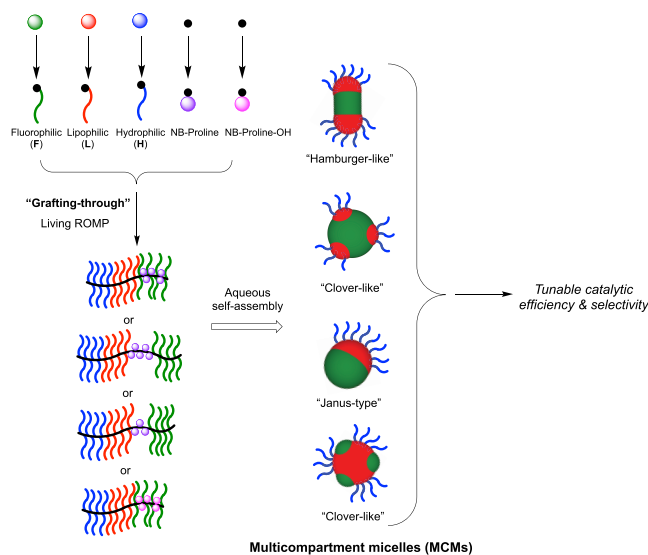 Fluorophilic
(F)
Lipophilic
(L)
Hydrophilic
(H)
NB-Proline
NB-Proline-OH
“Grafting-through”
Living ROMP
or
or
or
Aqueous
self-assembly
“Hamburger-like”
“Clover-like”
“Janus-type”
“Clover-like”
Tunable catalytic
efficiency & selectivity
Multicompartment micelles (MCMs)